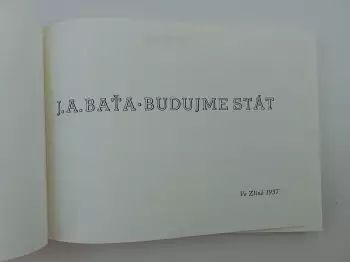 J.A.BAŤA·BUDUJME STÁT
Ve Zlíně 1937